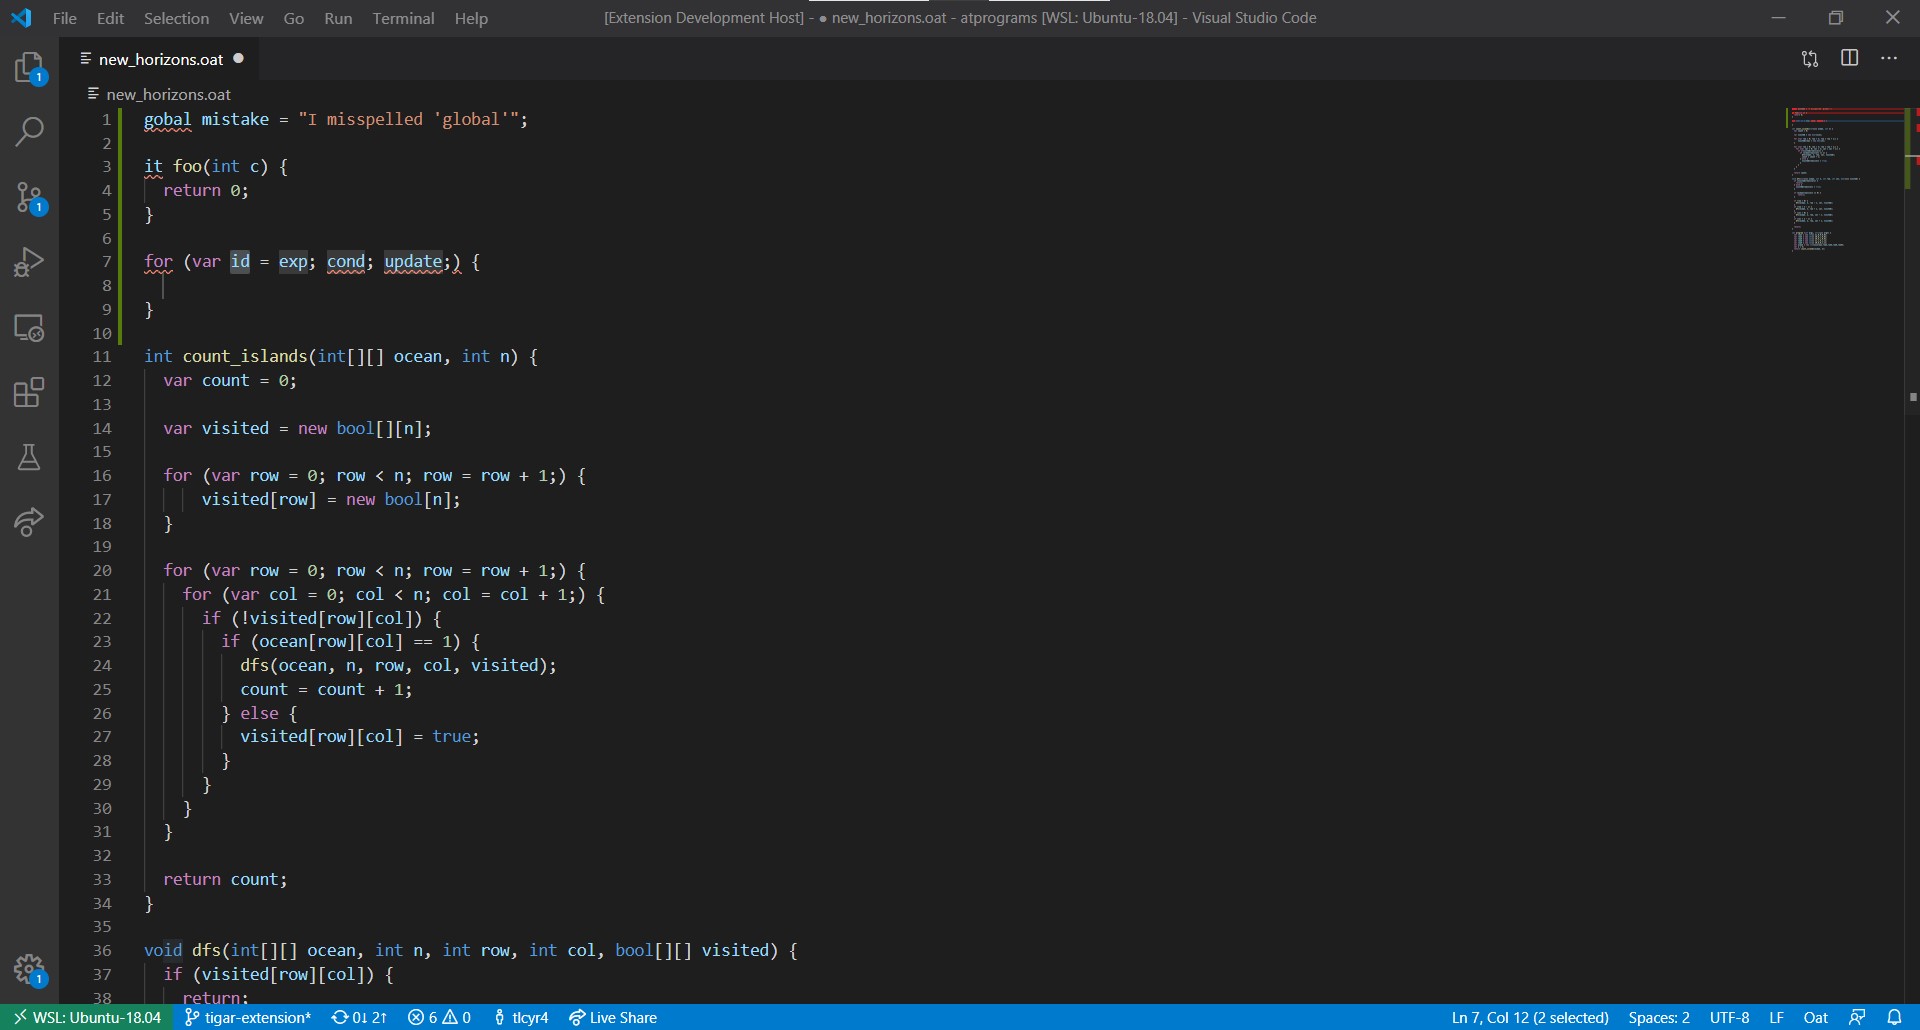 File Edit Selection View Go Run Terminal Help [Extension Development Host] - ● new_horizons.oat - atprograms [WSL: Ubuntu-18.04] - Visual Studio Code
new_horizons.oat
new_horizons.oat
1 gobal mistake = "I misspelled 'global'";
2
3 it foo(int c) {
4 return 0;
5 }
6
7 for (var id = exp; cond; update;) {
8
9 }
10
11 int count_islands(int[][] ocean, int n) {
12 var count = 0;
13
14 var visited = new bool[][n];
15
16 for (var row = 0; row < n; row = row + 1;) {
17 visited[row] = new bool[n];
18 }
19
20 for (var row = 0; row < n; row = row + 1;) {
21 for (var col = 0; col < n; col = col + 1;) {
22 if (!visited[row][col]) {
23 if (ocean[row][col] == 1) {
24 dfs(ocean, n, row, col, visited);
25 count = count + 1;
26 } else {
27 visited[row][col] = true;
28 }
29 }
30 }
31 }
32
33 return count;
34 }
35
36 void dfs(int[][] ocean, int n, int row, int col, bool[][] visited) {
37 if (visited[row][col]) {
38 return;
1
1
1
WSL: Ubuntu-18.04 tigar-extension* 0↓ 2↑ 6 0 tlcyr4 Live Share Ln 7, Col 12 (2 selected) Spaces: 2 UTF-8 LF Oat